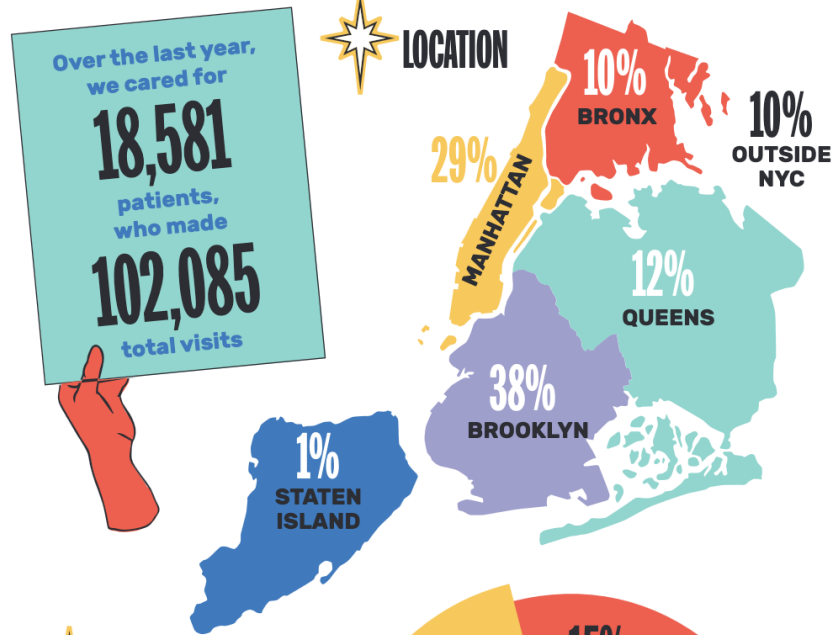 Over the last year,
we cared for
18,581
patients,
who made
102,085
total visits
LOCATION
10%
BRONX
10%
OUTSIDE
NYC
29%
MANHATTAN
12%
QUEENS
38%
BROOKLYN
1%
STATEN
ISLAND
15%